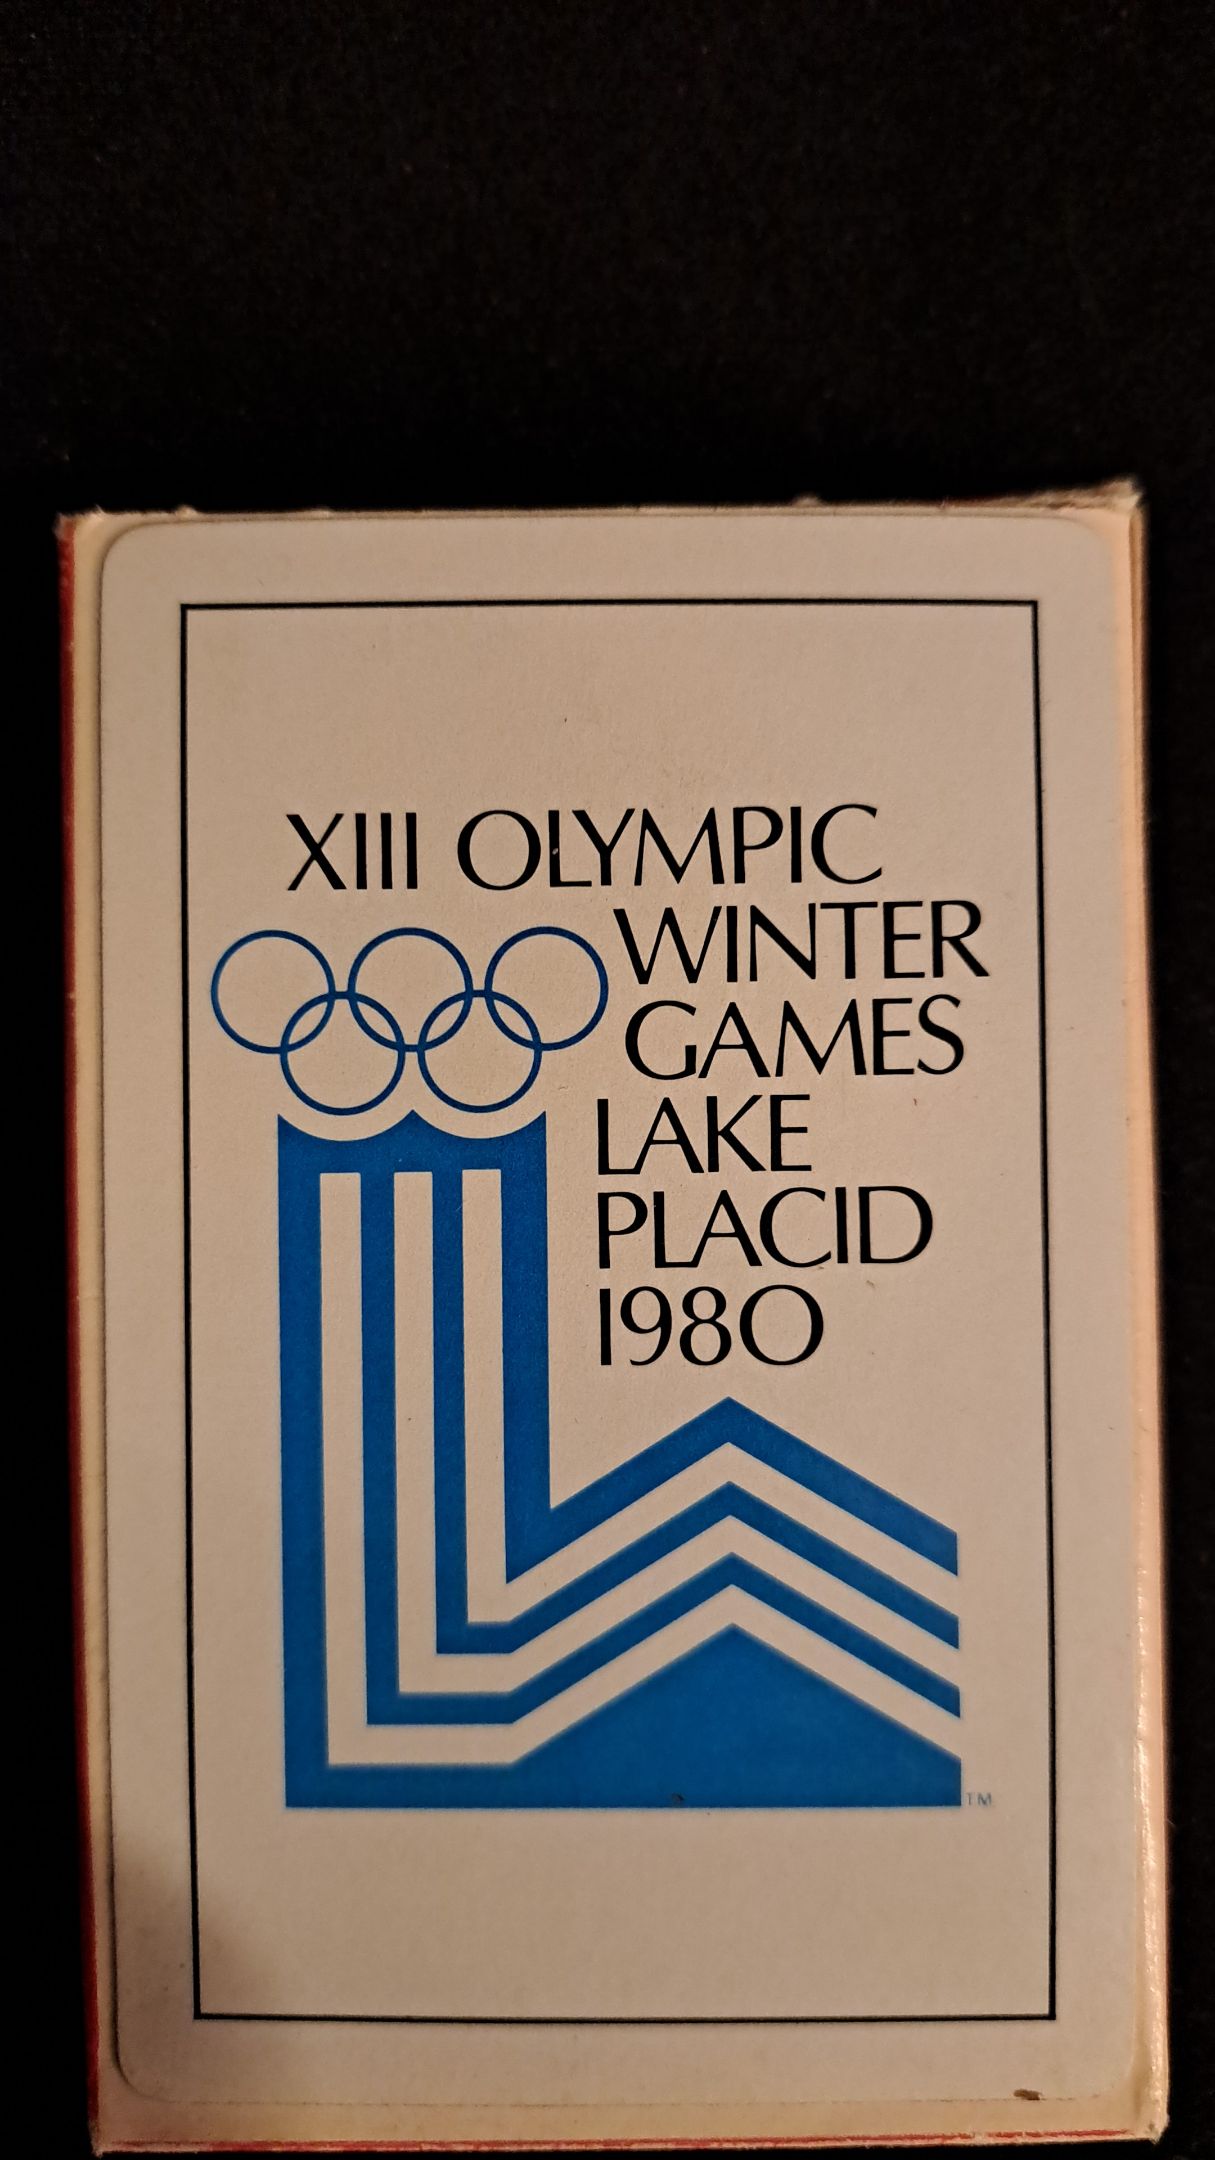 XIII OLYMPIC
WINTER
GAMES
LAKE
PLACID
1980
TM